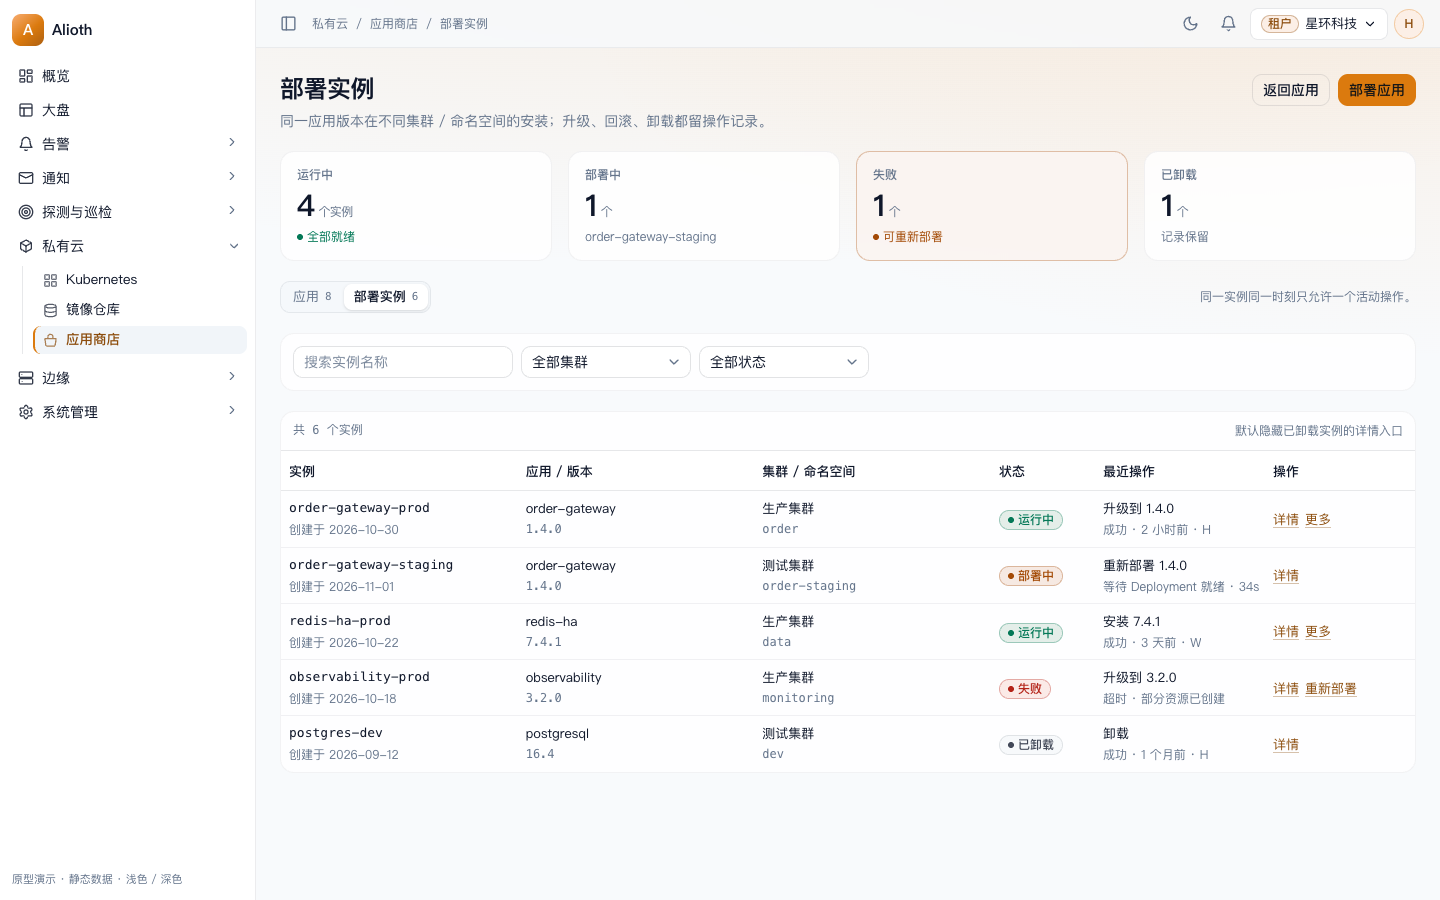 A Alioth
私有云 / 应用商店 / 部署实例
租户 星环科技
H
概览
大盘
告警
通知
探测与巡检
私有云
Kubernetes
镜像仓库
应用商店
边缘
系统管理
原型演示 · 静态数据 · 浅色 / 深色
部署实例
同一应用版本在不同集群 / 命名空间的安装；升级、回滚、卸载都留操作记录。
返回应用 部署应用
运行中
4 个实例
全部就绪
部署中
1 个
order-gateway-staging
失败
1 个
可重新部署
已卸载
1 个
记录保留
应用 8 部署实例 6
同一实例同一时刻只允许一个活动操作。
搜索实例名称 全部集群 全部状态
共 6 个实例
默认隐藏已卸载实例的详情入口
实例 应用 / 版本 集群 / 命名空间 状态 最近操作 操作
order-gateway-prod order-gateway 生产集群 运行中 升级到 1.4.0 详情 更多
创建于 2026-10-30 1.4.0 order 成功 · 2 小时前 · H
order-gateway-staging order-gateway 测试集群 部署中 重新部署 1.4.0 详情
创建于 2026-11-01 1.4.0 order-staging 等待 Deployment 就绪 · 34s
redis-ha-prod redis-ha 生产集群 运行中 安装 7.4.1 详情 更多
创建于 2026-10-22 7.4.1 data 成功 · 3 天前 · W
observability-prod observability 生产集群 失败 升级到 3.2.0 详情 重新部署
创建于 2026-10-18 3.2.0 monitoring 超时 · 部分资源已创建
postgres-dev postgresql 测试集群 已卸载 卸载 详情
创建于 2026-09-12 16.4 dev 成功 · 1 个月前 · H